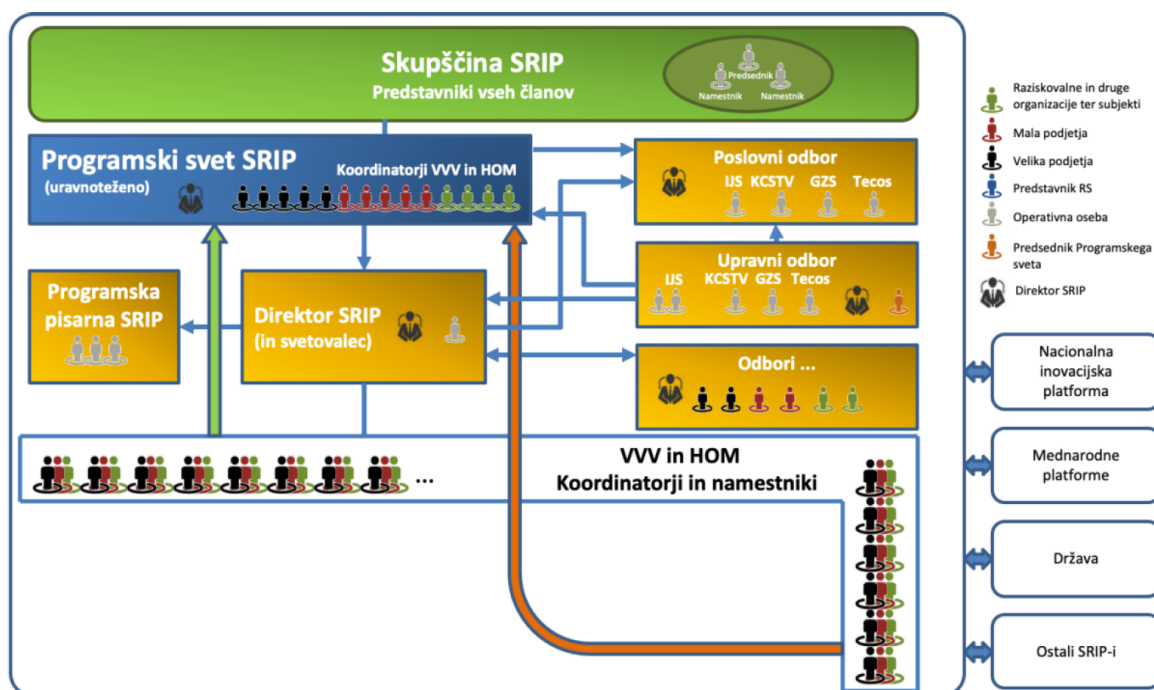 Skupščina SRIP
Predstavniki vseh članov
Predsednik
Namestnik
Namestnik
Programski svet SRIP
(uravnoteženo)
Koordinatorji VVV in HOM
Poslovni odbor
IJS KCSTV GZS Tecos
Upravni odbor
IJS KCSTV GZS Tecos
Programska
pisarna SRIP
Direktor SRIP
(in svetovalec)
Odbori ...
VVV in HOM
Koordinatorji in namestniki
...
Raziskovalne in druge
organizacije ter subjekti
Mala podjetja
Velika podjetja
Predstavnik RS
Operativna oseba
Predsednik Programskega
sveta
Direktor SRIP
Nacionalna
inovacijska
platforma
Mednarodne
platforme
Država
Ostali SRIP-i